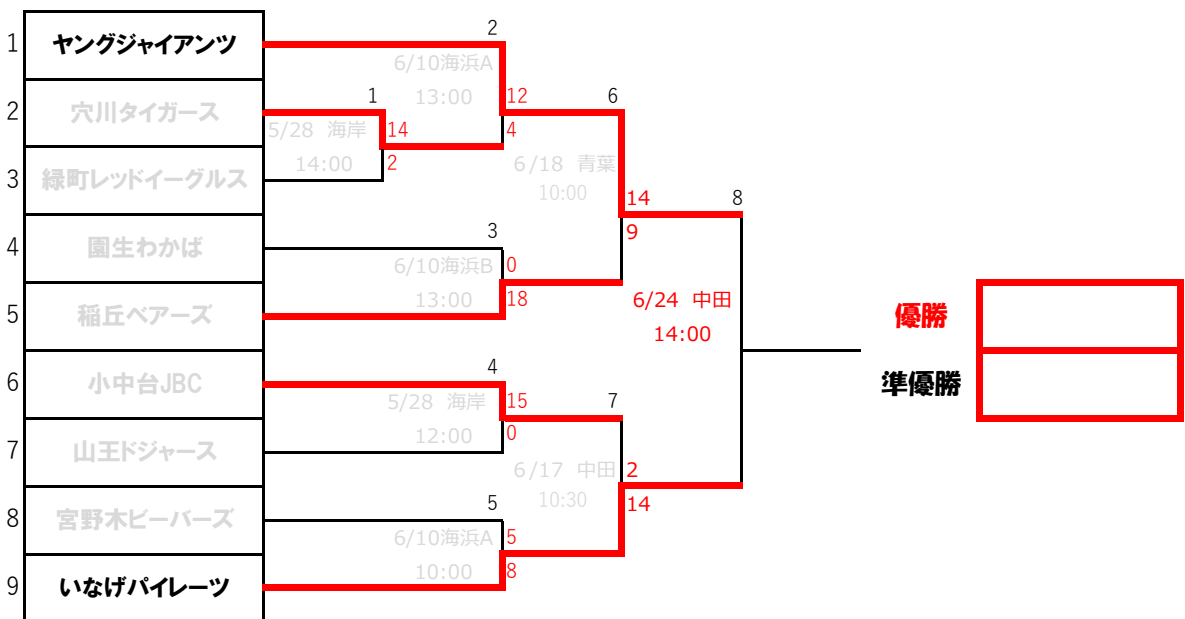 2
1 ヤングジャイアンツ
6/10海浜A
13:00
1
12
6
2 穴川タイガース
5/28 海岸
14
4
14:00
2
6/18 青葉
10:00
3 緑町レッドイーグルス
14
8
3
9
4 園生わかば
6/10海浜B
0
13:00
18
6/24 中田
14:00
5 稲丘ベアーズ
優勝
4
6 小中台JBC
準優勝
5/28 海岸
15
7
12:00
0
7 山王ドジャース
6/17 中田
2
10:30
14
5
8 宮野木ビーバーズ
6/10海浜A
5
10:00
8
9 いなげパイレーツ